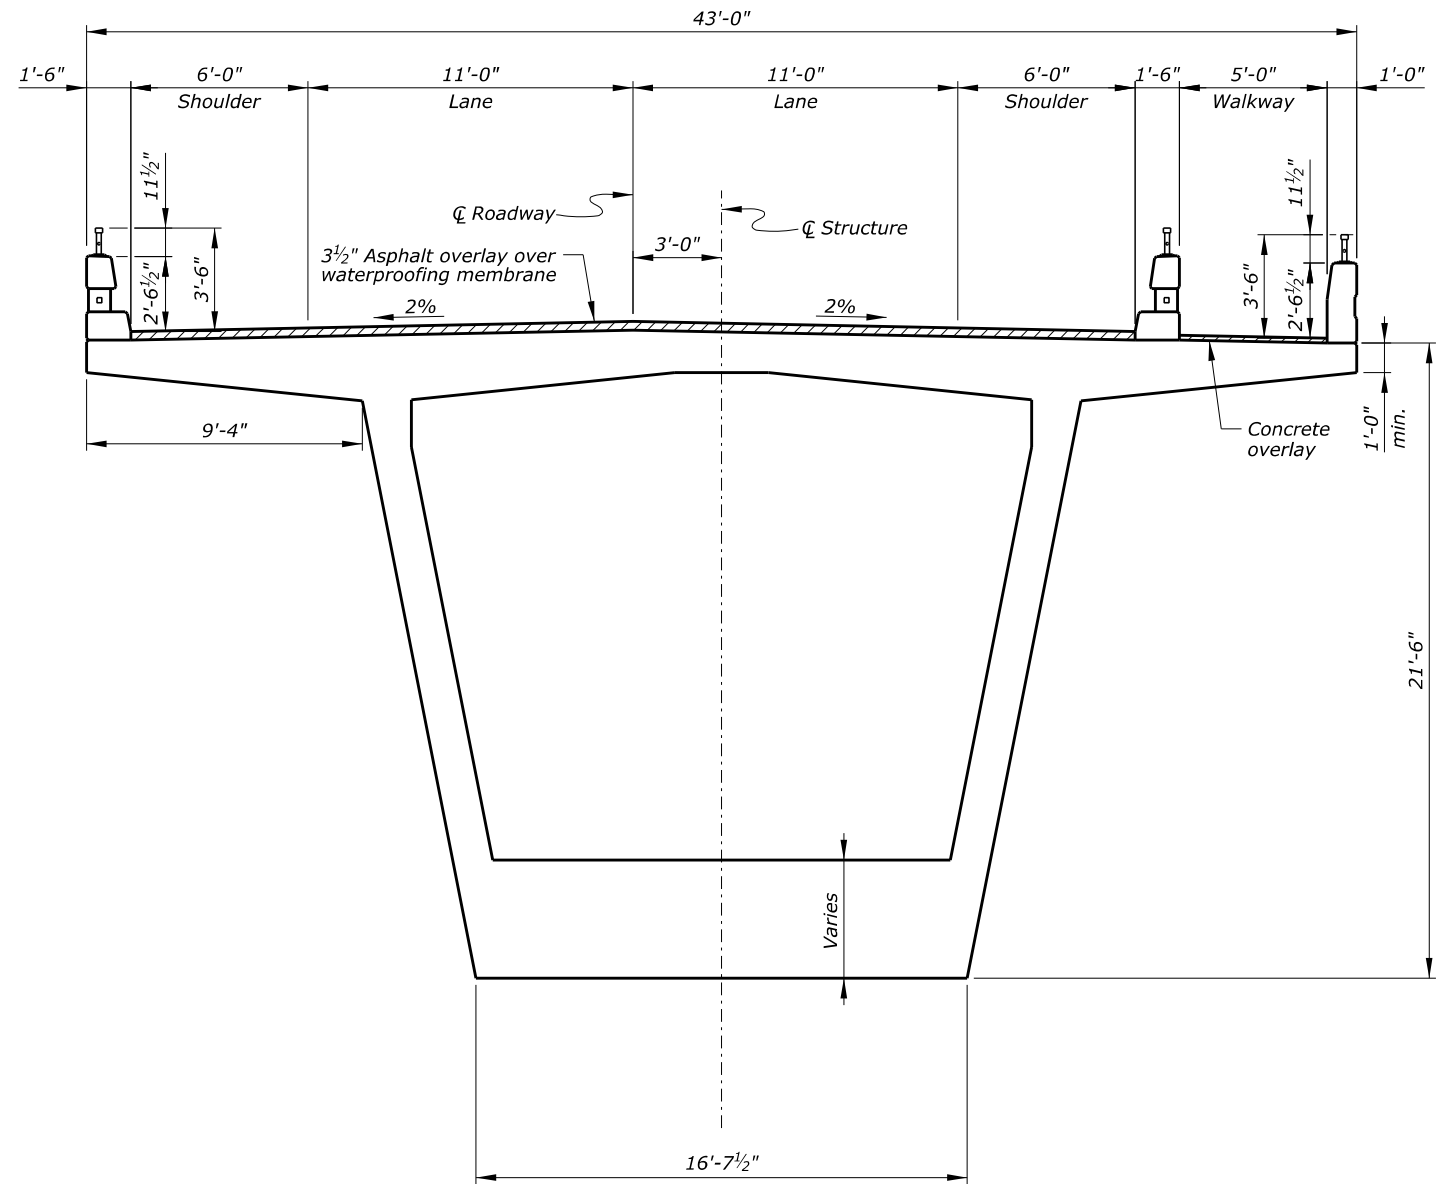 43'-0"
1'-6"
6'-0"
Shoulder
11'-0"
Lane
11'-0"
Lane
6'-0"
Shoulder
1'-6"
5'-0"
Walkway
1'-0"
11½"
2'-6½"
3'-6"
℄ Roadway
℄ Structure
3'-0"
3½" Asphalt overlay over
waterproofing membrane
2%
2%
11½"
3'-6"
2'-6½"
9'-4"
Concrete
overlay
1'-0"
min.
21'-6"
Varies
16'-7½"